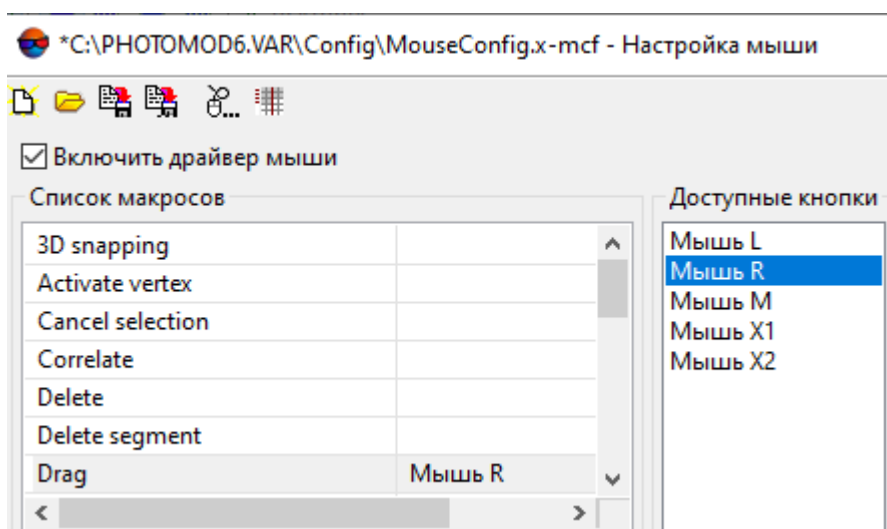 *C:\PHOTOMOD6.VAR\Config\MouseConfig.x-mcf - Настройка мыши
Включить драйвер мыши
Список макросов
3D snapping
Activate vertex
Cancel selection
Correlate
Delete
Delete segment
Drag Мышь R
Доступные кнопки
Мышь L
Мышь R
Мышь M
Мышь X1
Мышь X2